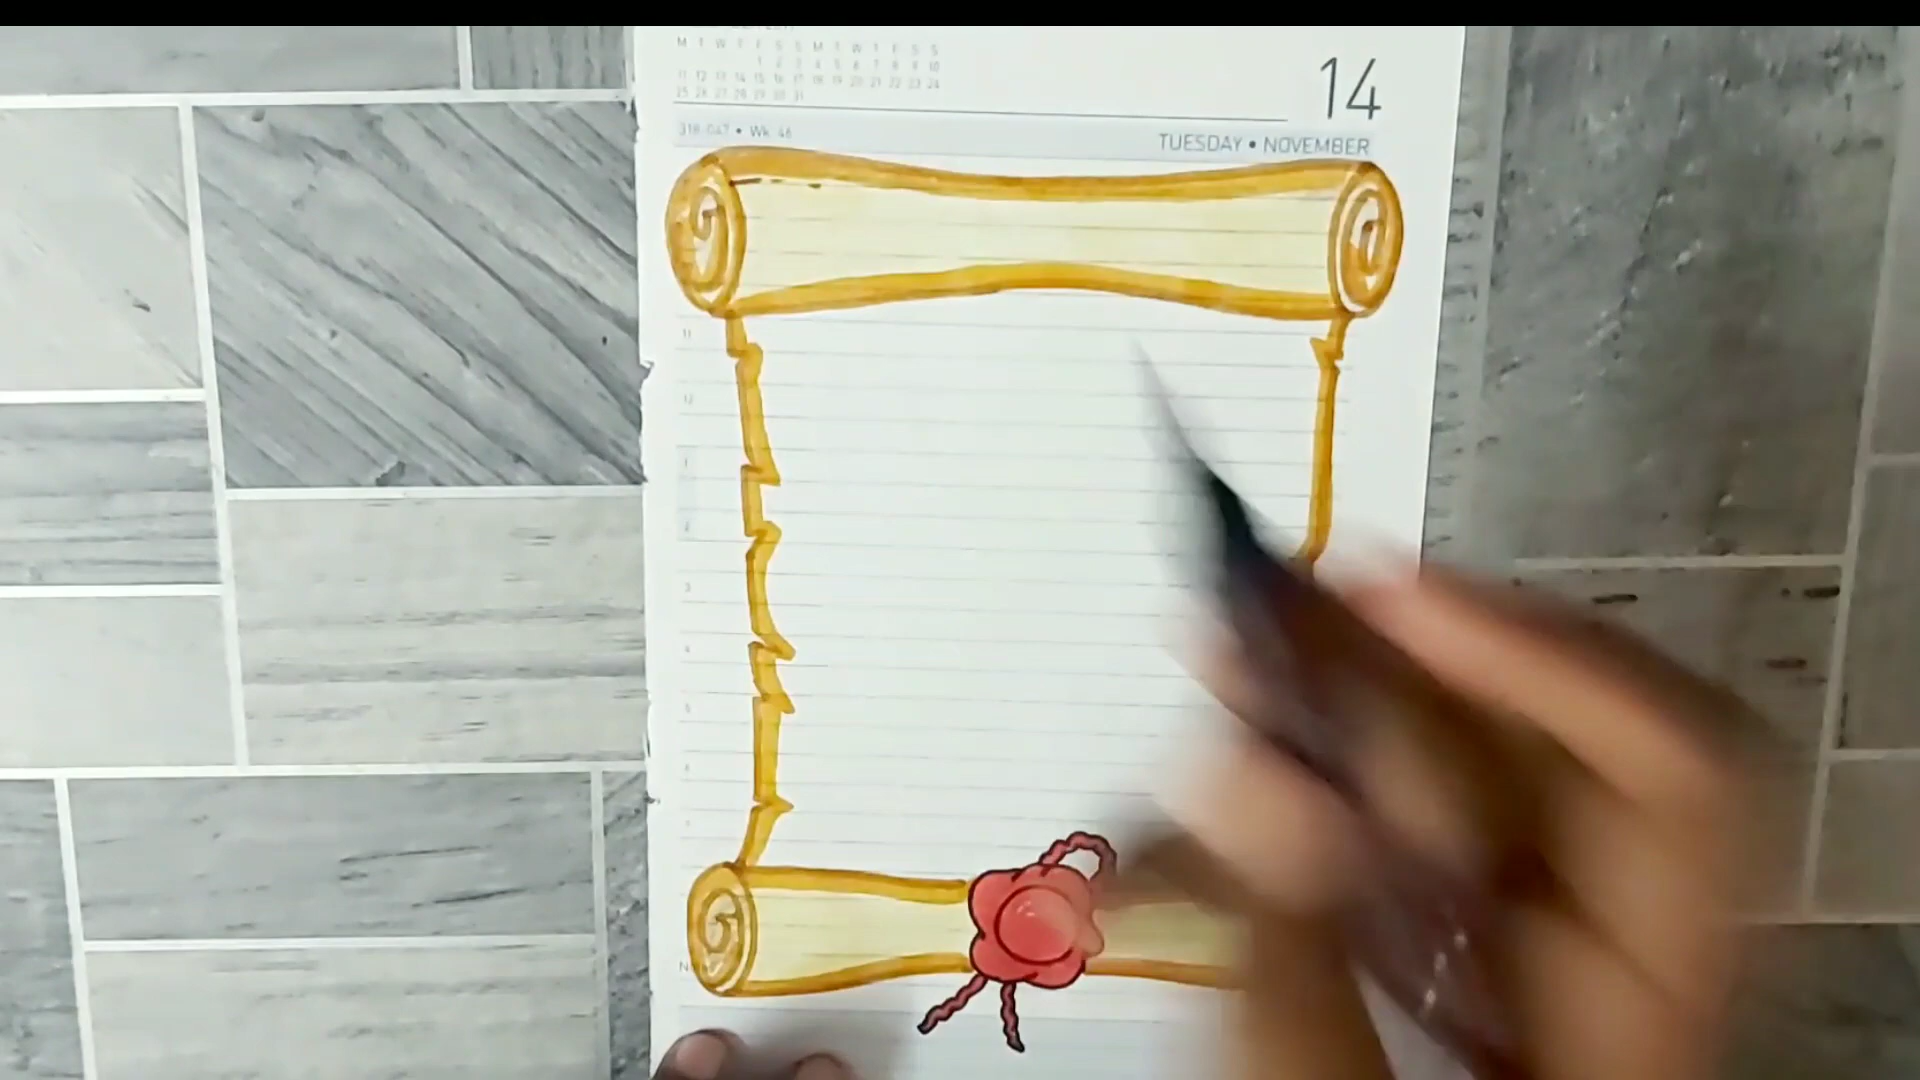 M T W T F S S M T W T F S S
1 2 3 4 5 6 7 8 9 10
11 12 13 14 15 16 17 18 19 20 21 22 23 24
25 26 27 28 29 30 31
14
318-047 • Wk 46
TUESDAY • NOVEMBER
11
12
1
2
3
4
5
6
7